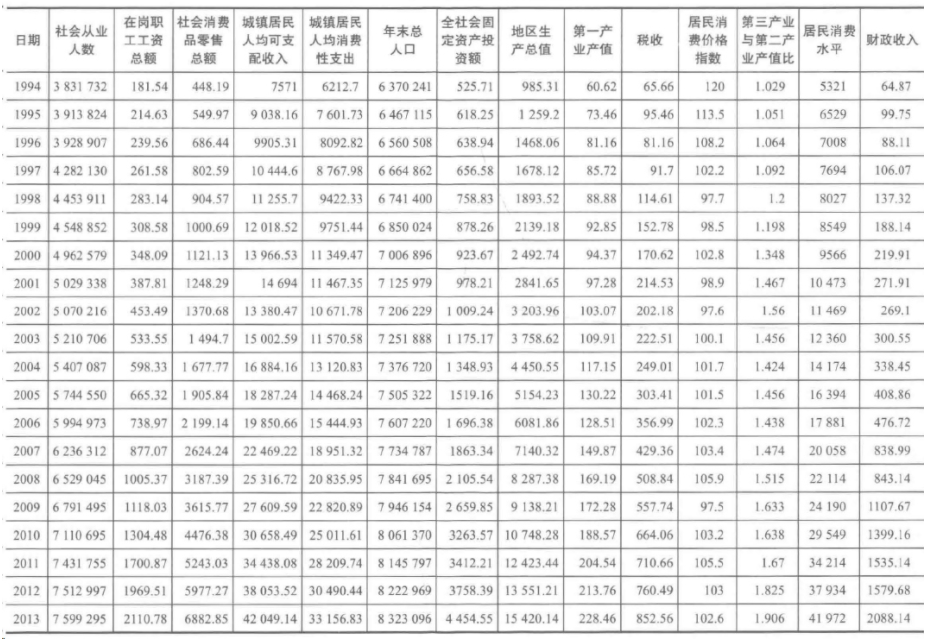 日期 社会从业人数 在岗职工工资总额 社会消费品零售总额 城镇居民人均可支配收入 城镇居民人均消费性支出 年末总人口 全社会固定资产投资额 地区生产总值 第一产业产值 税收 居民消费价格指数 第三产业与第二产业产值比 居民消费水平 财政收入
1994 3 831 732 181.54 448.19 7571 6212.7 6 370 241 525.71 985.31 60.62 65.66 120 1.029 5321 64.87
1995 3 913 824 214.63 549.97 9 038.16 7 601.73 6 467 115 618.25 1 259.2 73.46 95.46 113.5 1.051 6529 99.75
1996 3 928 907 239.56 686.44 9905.31 8092.82 6 560 508 638.94 1468.06 81.16 81.16 108.2 1.064 7008 88.11
1997 4 282 130 261.58 802.59 10 444.6 8 767.98 6 664 862 656.58 1678.12 85.72 91.7 102.2 1.092 7694 106.07
1998 4 453 911 283.14 904.57 11 255.7 9422.33 6 741 400 758.83 1893.52 88.88 114.61 97.7 1.2 8027 137.32
1999 4 548 852 308.58 1000.69 12 018.52 9751.44 6 850 024 878.26 2139.18 92.85 152.78 98.5 1.198 8549 188.14
2000 4 962 579 348.09 1121.13 13 966.53 11 349.47 7 006 896 923.67 2 492.74 94.37 170.62 102.8 1.348 9566 219.91
2001 5 029 338 387.81 1248.29 14 694 11 467.35 7 125 979 978.21 2841.65 97.28 214.53 98.9 1.467 10 473 271.91
2002 5 070 216 453.49 1370.68 13 380.47 10 671.78 7 206 229 1 009.24 3 203.96 103.07 202.18 97.6 1.56 11 469 269.1
2003 5 210 706 533.55 1 494.7 15 002.59 11 570.58 7 251 888 1 175.17 3 758.62 109.91 222.51 100.1 1.456 12 360 300.55
2004 5 407 087 598.33 1 677.77 16 884.16 13 120.83 7 376 720 1 348.93 4 450.55 117.15 249.01 101.7 1.424 14 174 338.45
2005 5 744 550 665.32 1 905.84 18 287.24 14 468.24 7 505 322 1519.16 5154.23 130.22 303.41 101.5 1.456 16 394 408.86
2006 5 994 973 738.97 2 199.14 19 850.66 15 444.93 7 607 220 1 696.38 6081.86 128.51 356.99 102.3 1.438 17 881 476.72
2007 6 236 312 877.07 2624.24 22 469.22 18 951.32 7 734 787 1863.34 7140.32 149.87 429.36 103.4 1.474 20 058 838.99
2008 6 529 045 1005.37 3187.39 25 316.72 20 835.95 7 841 695 2 105.54 8 287.38 169.19 508.84 105.9 1.515 22 114 843.14
2009 6 791 495 1118.03 3615.77 27 609.59 22 820.89 7 946 154 2 659.85 9 138.21 172.28 557.74 97.5 1.633 24 190 1107.67
2010 7 110 695 1304.48 4476.38 30 658.49 25 011.61 8 061 370 3263.57 10 748.28 188.57 664.06 103.2 1.638 29 549 1399.16
2011 7 431 755 1700.87 5243.03 34 438.08 28 209.74 8 145 797 3412.21 12 423.44 204.54 710.66 105.5 1.67 34 214 1535.14
2012 7 512 997 1969.51 5977.27 38 053.52 30 490.44 8 222 969 3758.39 13 551.21 213.76 760.49 103 1.825 37 934 1579.68
2013 7 599 295 2110.78 6882.85 42 049.14 33 156.83 8 323 096 4 454.55 15 420.14 228.46 852.56 102.6 1.906 41 972 2088.14